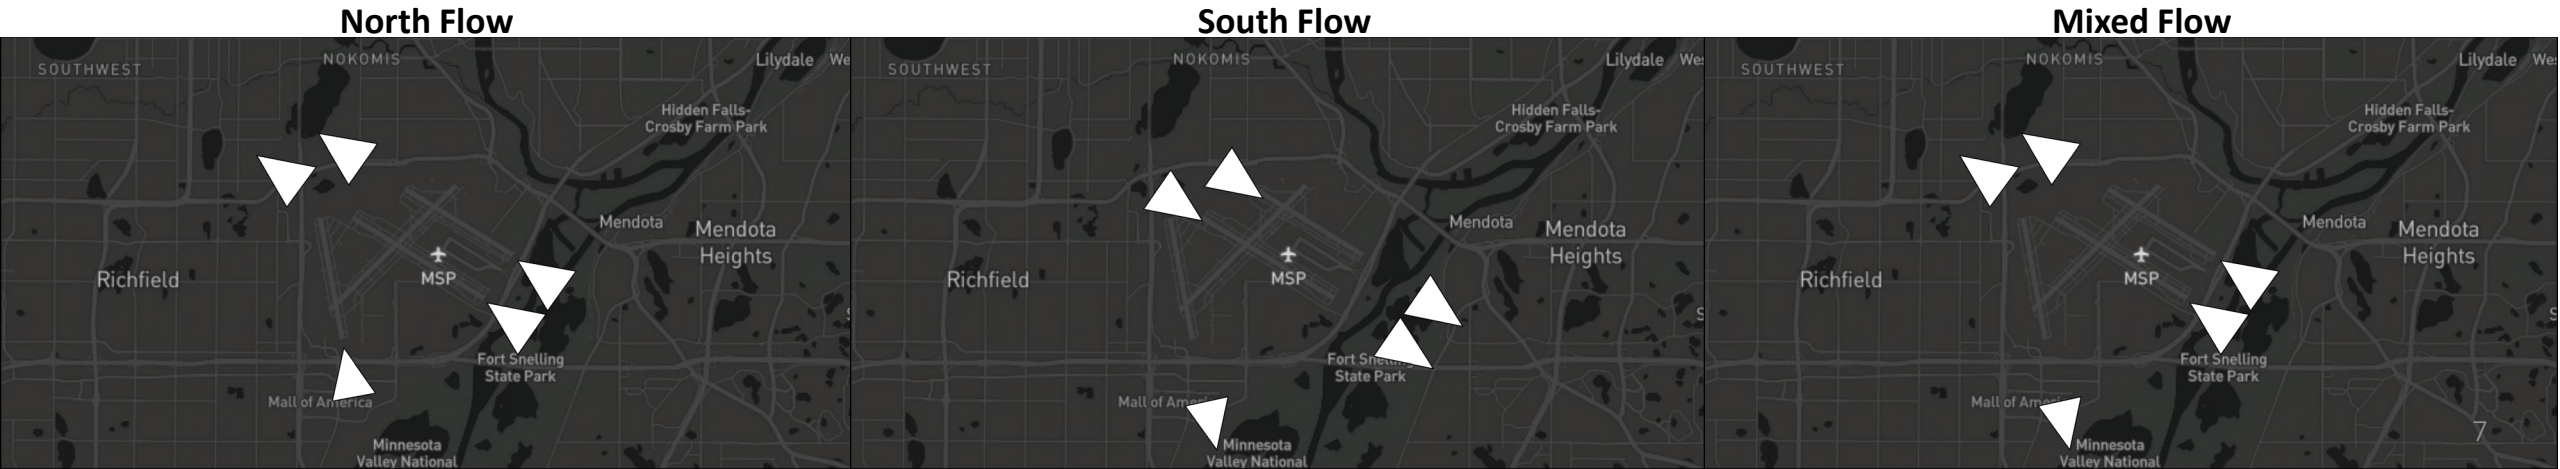 North Flow
South Flow
Mixed Flow
SOUTHWEST
NOKOMIS
Lilydale
We
Hidden Falls-
Crosby Farm Park
Mendota
Mendota
Heights
Richfield
MSP
Fort Snelling
State Park
Mall of America
Minnesota
Valley National
S
SOUTHWEST
NOKOMIS
Lilydale
Wes
Hidden Falls-
Crosby Farm Park
Mendota
Mendota
Heights
Richfield
MSP
Fort Snelling
State Park
Mall of Amer
Minnesota
Valley National
S
SOUTHWEST
NOKOMIS
Lilydale
Wes
Hidden Falls-
Crosby Farm Park
Mendota
Mendota
Heights
Richfield
MSP
Fort Snelling
State Park
Mall of Amer
Minnesota
Valley National
S
7